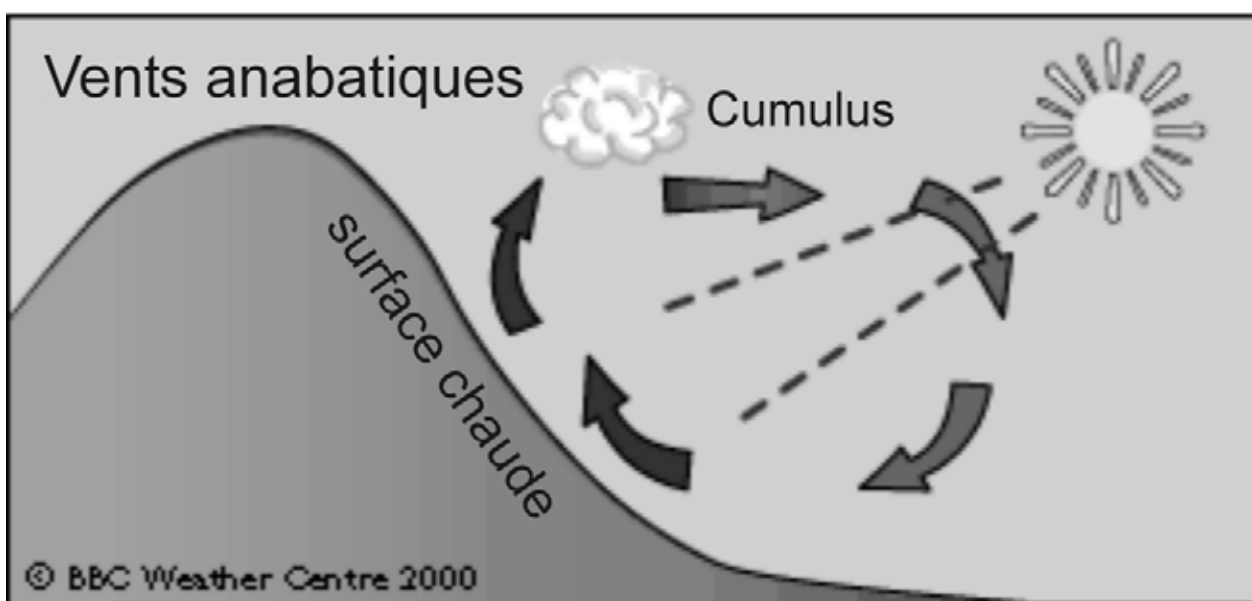 Vents anabatiques
Cumulus
surface chaude
© BBC Weather Centre 2000